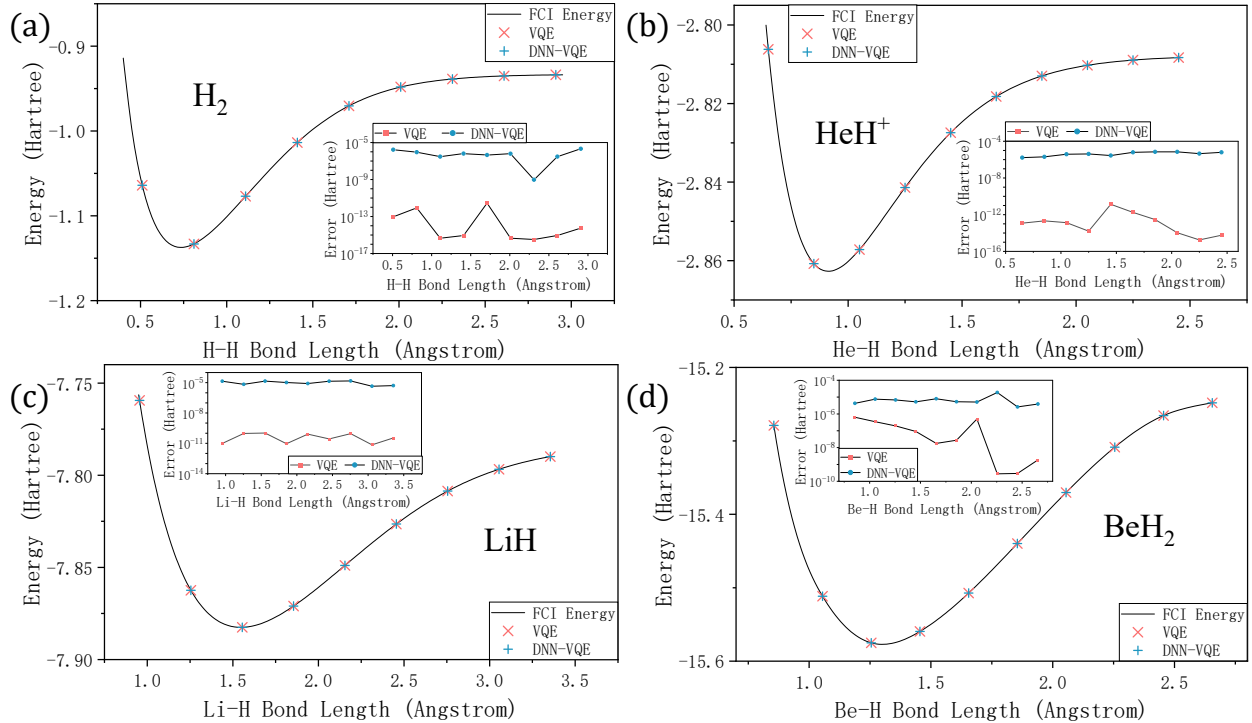 (a)
H₂
FCI Energy
VQE
DNN-VQE
Energy (Hartree)
-0.9
-1.0
-1.1
-1.2
0.5 1.0 1.5 2.0 2.5 3.0
H-H Bond Length (Angstrom)
VQE DNN-VQE
Error (Hartree)
10⁻⁵
10⁻⁹
10⁻¹³
10⁻¹⁷
0.5 1.0 1.5 2.0 2.5 3.0
H-H Bond Length (Angstrom)
(b)
HeH⁺
FCI Energy
VQE
DNN-VQE
Energy (Hartree)
-2.80
-2.82
-2.84
-2.86
0.5 1.0 1.5 2.0 2.5
He-H Bond Length (Angstrom)
VQE DNN-VQE
Error (Hartree)
10⁻⁴
10⁻⁸
10⁻¹²
10⁻¹⁶
0.5 1.0 1.5 2.0 2.5
He-H Bond Length (Angstrom)
(c)
LiH
FCI Energy
VQE
DNN-VQE
Energy (Hartree)
-7.75
-7.80
-7.85
-7.90
1.0 1.5 2.0 2.5 3.0 3.5
Li-H Bond Length (Angstrom)
VQE DNN-VQE
Error (Hartree)
10⁻⁵
10⁻⁸
10⁻¹¹
10⁻¹⁴
1.0 1.5 2.0 2.5 3.0 3.5
Li-H Bond Length (Angstrom)
(d)
BeH₂
FCI Energy
VQE
DNN-VQE
Energy (Hartree)
-15.2
-15.4
-15.6
1.0 1.5 2.0 2.5
Be-H Bond Length (Angstrom)
VQE
DNN-VQE
Error (Hartree)
10⁻⁴
10⁻⁶
10⁻⁸
10⁻¹⁰
1.0 1.5 2.0 2.5
Be-H Bond Length (Angstrom)